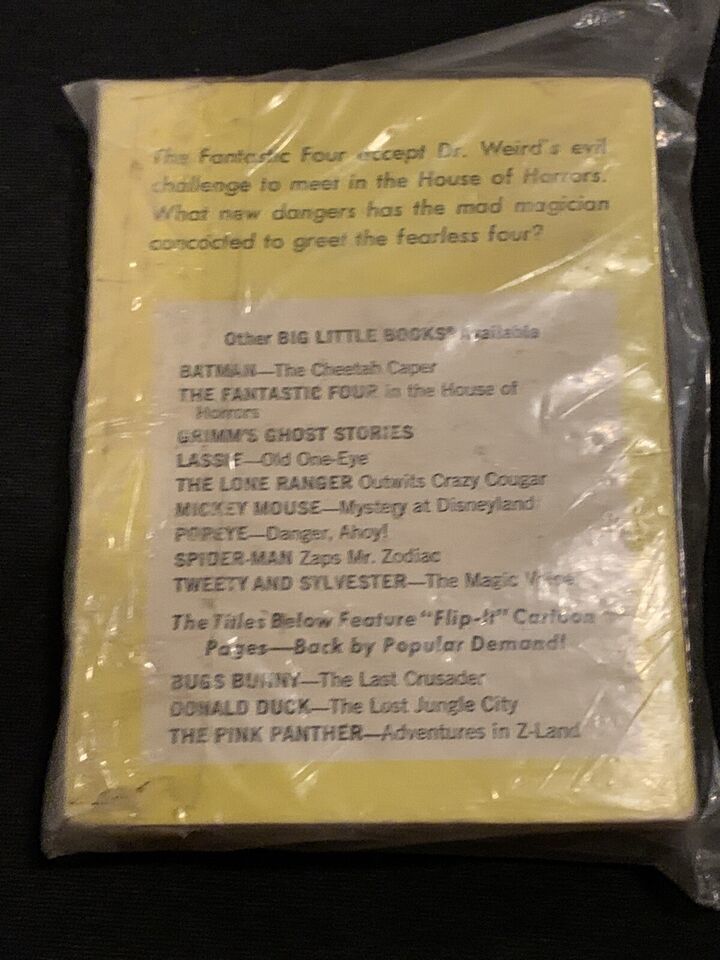 The Fantastic Four accept Dr. Weird's evil
challenge to meet in the House of Horrors.
What new dangers has the mad magician
concocted to greet the fearless four?
Other BIG LITTLE BOOKS® Available
BATMAN—The Cheetah Caper
THE FANTASTIC FOUR in the House of
Horrors
GRIMM'S GHOST STORIES
LASSIE—Old One-Eye
THE LONE RANGER Outwits Crazy Cougar
MICKEY MOUSE—Mystery at Disneyland
POPEYE—Danger, Ahoy!
SPIDER-MAN Zaps Mr. Zodiac
TWEETY AND SYLVESTER—The Magic
The Titles Below Feature "Flip-It" Cartoon
Pages—Back by Popular Demand!
BUGS BUNNY—The Last Crusader
DONALD DUCK—The Lost Jungle City
THE PINK PANTHER—Adventures in Z-Land